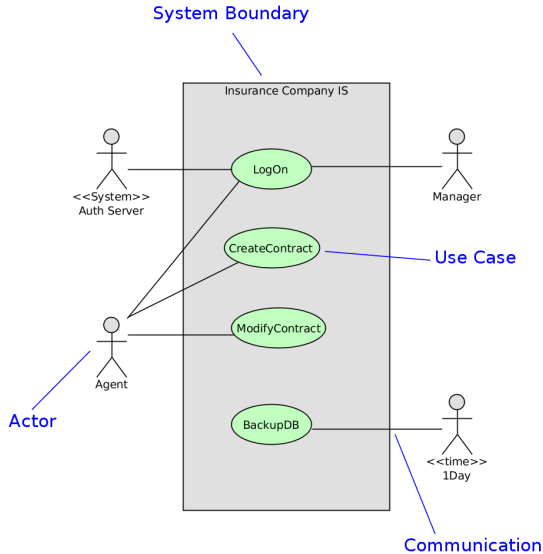 System Boundary
Insurance Company IS
LogOn
<<System>>
Auth Server
Manager
CreateContract
Use Case
ModifyContract
Agent
Actor
BackupDB
<<time>>
1Day
Communication